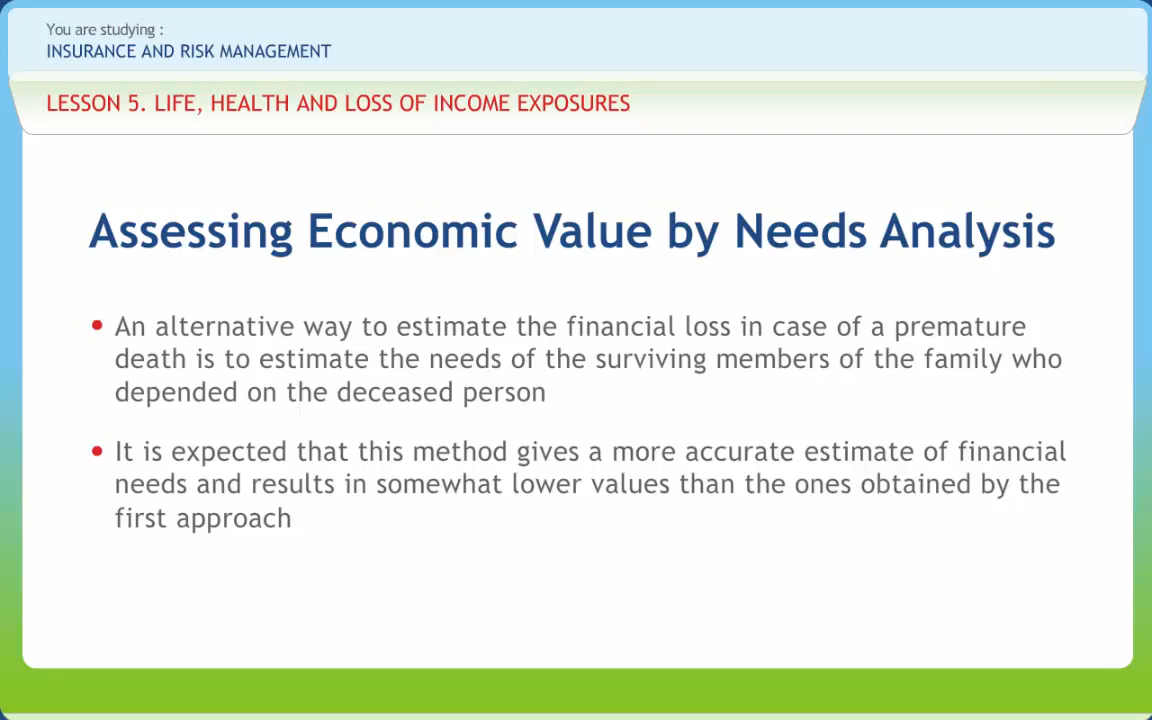 You are studying :
INSURANCE AND RISK MANAGEMENT
LESSON 5. LIFE, HEALTH AND LOSS OF INCOME EXPOSURES
Assessing Economic Value by Needs Analysis
• An alternative way to estimate the financial loss in case of a premature
death is to estimate the needs of the surviving members of the family who
depended on the deceased person
• It is expected that this method gives a more accurate estimate of financial
needs and results in somewhat lower values than the ones obtained by the
first approach